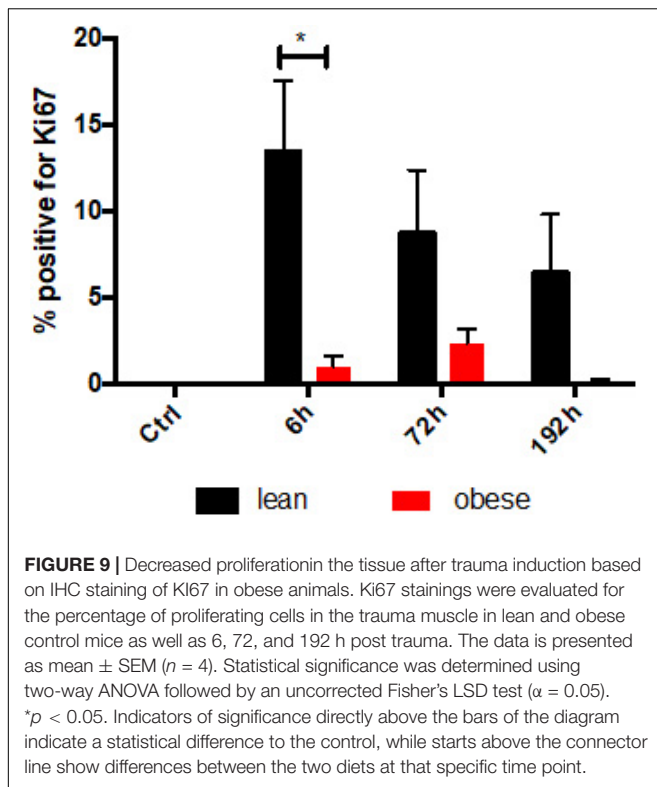 20
*
15
10
5
0
% positive for Ki67
Ctrl
6h
72h
192h
lean
obese
FIGURE 9 | Decreased proliferationin the tissue after trauma induction based
on IHC staining of KI67 in obese animals. Ki67 stainings were evaluated for
the percentage of proliferating cells in the trauma muscle in lean and obese
control mice as well as 6, 72, and 192 h post trauma. The data is presented
as mean ± SEM (n = 4). Statistical significance was determined using
two-way ANOVA followed by an uncorrected Fisher's LSD test (α = 0.05).
*p < 0.05. Indicators of significance directly above the bars of the diagram
indicate a statistical difference to the control, while starts above the connector
line show differences between the two diets at that specific time point.